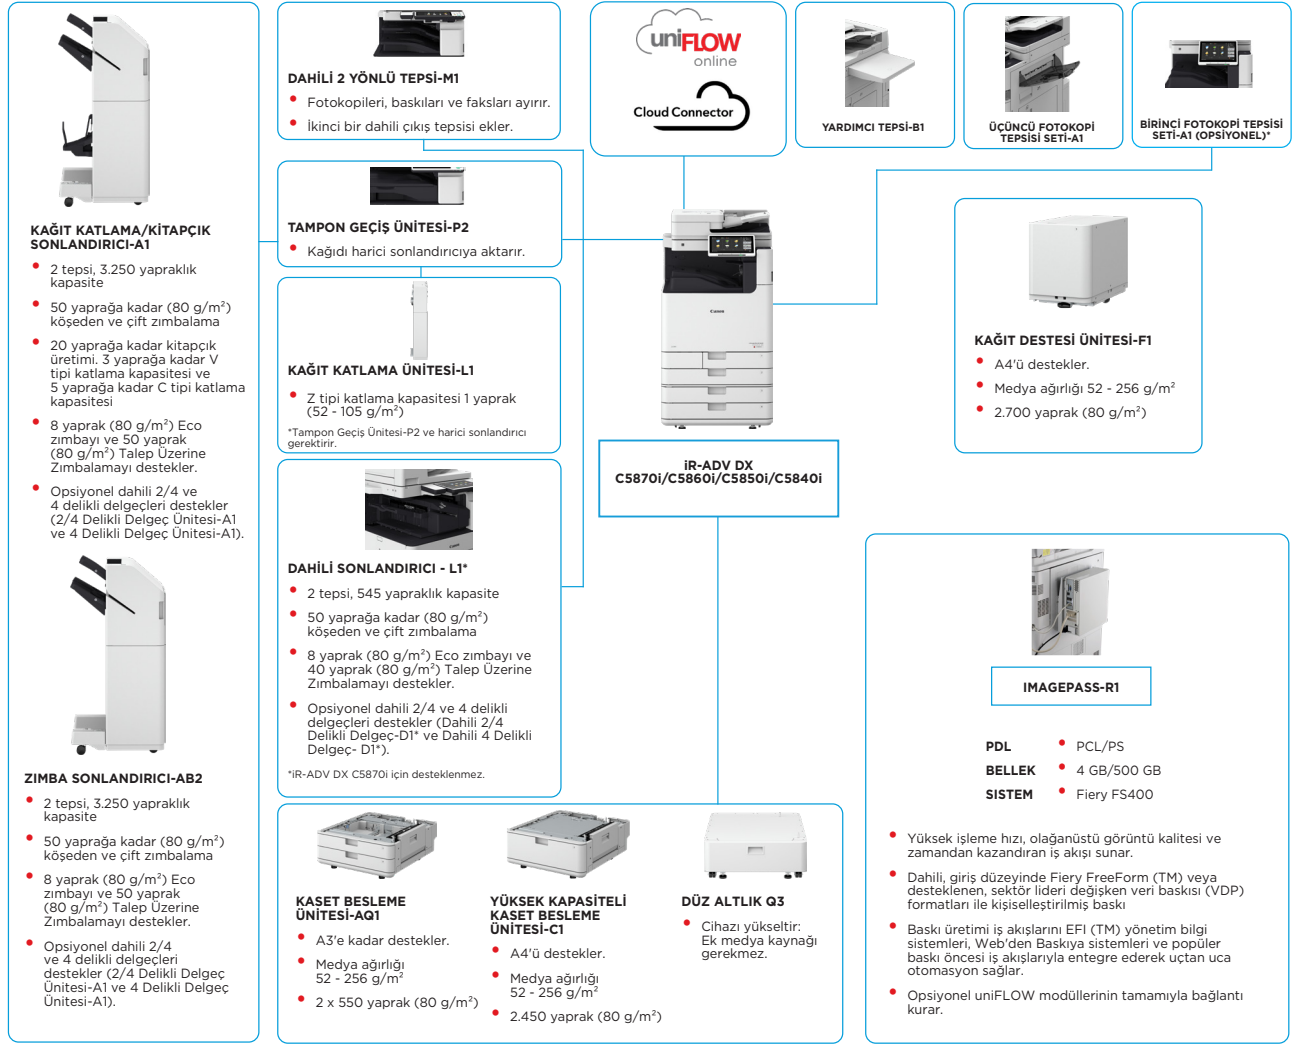 KAĞIT KATLAMA/KİTAPÇIK
SONLANDIRICI-A1
• 2 tepsi, 3.250 yapraklık
kapasite
• 50 yaprağa kadar (80 g/m²)
köşeden ve çift zımbalama
• 20 yaprağa kadar kitapçık
üretimi. 3 yaprağa kadar V
tipi katlama kapasitesi ve
5 yaprağa kadar C tipi katlama
kapasitesi
• 8 yaprak (80 g/m²) Eco
zımbayı ve 50 yaprak
(80 g/m²) Talep Üzerine
Zımbalamayı destekler.
• Opsiyonel dahili 2/4 ve
4 delikli delgeçleri destekler
(2/4 Delikli Delgeç Ünitesi-A1
ve 4 Delikli Delgeç Ünitesi-A1).
ZIMBA SONLANDIRICI-AB2
• 2 tepsi, 3.250 yapraklık
kapasite
• 50 yaprağa kadar (80 g/m²)
köşeden ve çift zımbalama
• 8 yaprak (80 g/m²) Eco
zımbayı ve 50 yaprak
(80 g/m²) Talep Üzerine
Zımbalamayı destekler.
• Opsiyonel dahili 2/4
ve 4 delikli delgeçleri
destekler (2/4 Delikli Delgeç
Ünitesi-A1 ve 4 Delikli Delgeç
Ünitesi-A1).
DAHİLİ 2 YÖNLÜ TEPSİ-M1
• Fotokopileri, baskıları ve faksları ayırır.
• İkinci bir dahili çıkış tepsisi ekler.
TAMPON GEÇİŞ ÜNİTESİ-P2
• Kağıdı harici sonlandırıcıya aktarır.
KAĞIT KATLAMA ÜNİTESİ-L1
• Z tipi katlama kapasitesi 1 yaprak
(52 - 105 g/m²)
*Tampon Geçiş Ünitesi-P2 ve harici sonlandırıcı
gerektirir.
DAHİLİ SONLANDIRICI - L1*
• 2 tepsi, 545 yapraklık kapasite
• 50 yaprağa kadar (80 g/m²)
köşeden ve çift zımbalama
• 8 yaprak (80 g/m²) Eco zımbayı ve
40 yaprak (80 g/m²) Talep Üzerine
Zımbalamayı destekler.
• Opsiyonel dahili 2/4 ve 4 delikli
delgeçleri destekler (Dahili 2/4
Delikli Delgeç-D1* ve Dahili 4 Delikli
Delgeç- D1*).
*iR-ADV DX C5870i için desteklenmez.
KASET BESLEME
ÜNİTESİ-AQ1
• A3'e kadar destekler.
• Medya ağırlığı
52 - 256 g/m²
• 2 x 550 yaprak (80 g/m²)
YÜKSEK KAPASİTELİ
KASET BESLEME
ÜNİTESİ-C1
• A4'ü destekler.
• Medya ağırlığı
52 - 256 g/m²
• 2.450 yaprak (80 g/m²)
DÜZ ALTLIK Q3
• Cihazı yükseltir:
Ek medya kaynağı
gerekmez.
uniFLOW
online
Cloud Connector
Canon
iR-ADV DX
C5870i/C5860i/C5850i/C5840i
YARDIMCI TEPSİ-B1
ÜÇÜNCÜ FOTOKOPİ
TEPSİSİ SETİ-A1
BİRİNCİ FOTOKOPİ TEPSİSİ
SETİ-A1 (OPSİYONEL)*
KAĞIT DESTESİ ÜNİTESİ-F1
• A4'ü destekler.
• Medya ağırlığı 52 - 256 g/m²
• 2.700 yaprak (80 g/m²)
IMAGEPASS-R1
PDL • PCL/PS
BELLEK • 4 GB/500 GB
SISTEM • Fiery FS400
• Yüksek işleme hızı, olağanüstü görüntü kalitesi ve
zamandan kazandıran iş akışı sunar.
• Dahili, giriş düzeyinde Fiery FreeForm (TM) veya
desteklenen, sektör lideri değişken veri baskısı (VDP)
formatları ile kişiselleştirilmiş baskı
• Baskı üretimi iş akışlarını EFI (TM) yönetim bilgi
sistemleri, Web'den Baskıya sistemleri ve popüler
baskı öncesi iş akışlarıyla entegre ederek uçtan uca
otomasyon sağlar.
• Opsiyonel uniFLOW modüllerinin tamamıyla bağlantı
kurar.